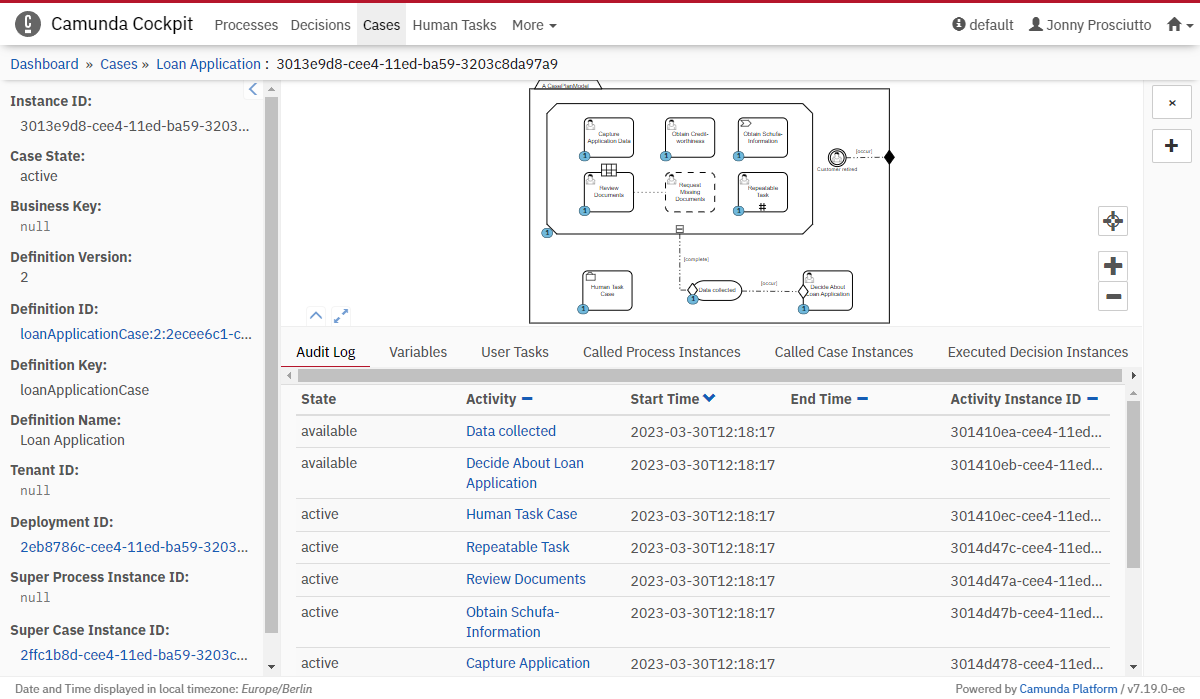 Camunda Cockpit Processes Decisions Cases Human Tasks More default Jonny Prosciutto
Dashboard » Cases » Loan Application : 3013e9d8-cee4-11ed-ba59-3203c8da97a9
Instance ID:
3013e9d8-cee4-11ed-ba59-3203...
Case State:
active
Business Key:
null
Definition Version:
2
Definition ID:
loanApplicationCase:2:2ecee6c1-c...
Definition Key:
loanApplicationCase
Definition Name:
Loan Application
Tenant ID:
null
Deployment ID:
2eb8786c-cee4-11ed-ba59-3203...
Super Process Instance ID:
null
Super Case Instance ID:
2ffc1b8d-cee4-11ed-ba59-3203c...
A CasePlanModel
Capture
Application Data
1
Obtain Credit-
worthiness
1
Obtain Schufa-
Information
1
Review
Documents
1
Request
Missing
Documents
Repeatable
Task
1
1
[occur]
Customer retired
[complete]
Human Task
Case
1
Data collected
1
[occur]
Decide About
Loan Application
1
Audit Log Variables User Tasks Called Process Instances Called Case Instances Executed Decision Instances
State Activity Start Time End Time Activity Instance ID
available Data collected 2023-03-30T12:18:17 301410ea-cee4-11ed...
available Decide About Loan
Application 2023-03-30T12:18:17 301410eb-cee4-11ed...
active Human Task Case 2023-03-30T12:18:17 301410ec-cee4-11ed...
active Repeatable Task 2023-03-30T12:18:17 3014d47c-cee4-11ed...
active Review Documents 2023-03-30T12:18:17 3014d47a-cee4-11ed...
active Obtain Schufa-
Information 2023-03-30T12:18:17 3014d47b-cee4-11ed...
active Capture Application 2023-03-30T12:18:17 3014d478-cee4-11ed...
Date and Time displayed in local timezone: Europe/Berlin
Powered by Camunda Platform / v7.19.0-ee